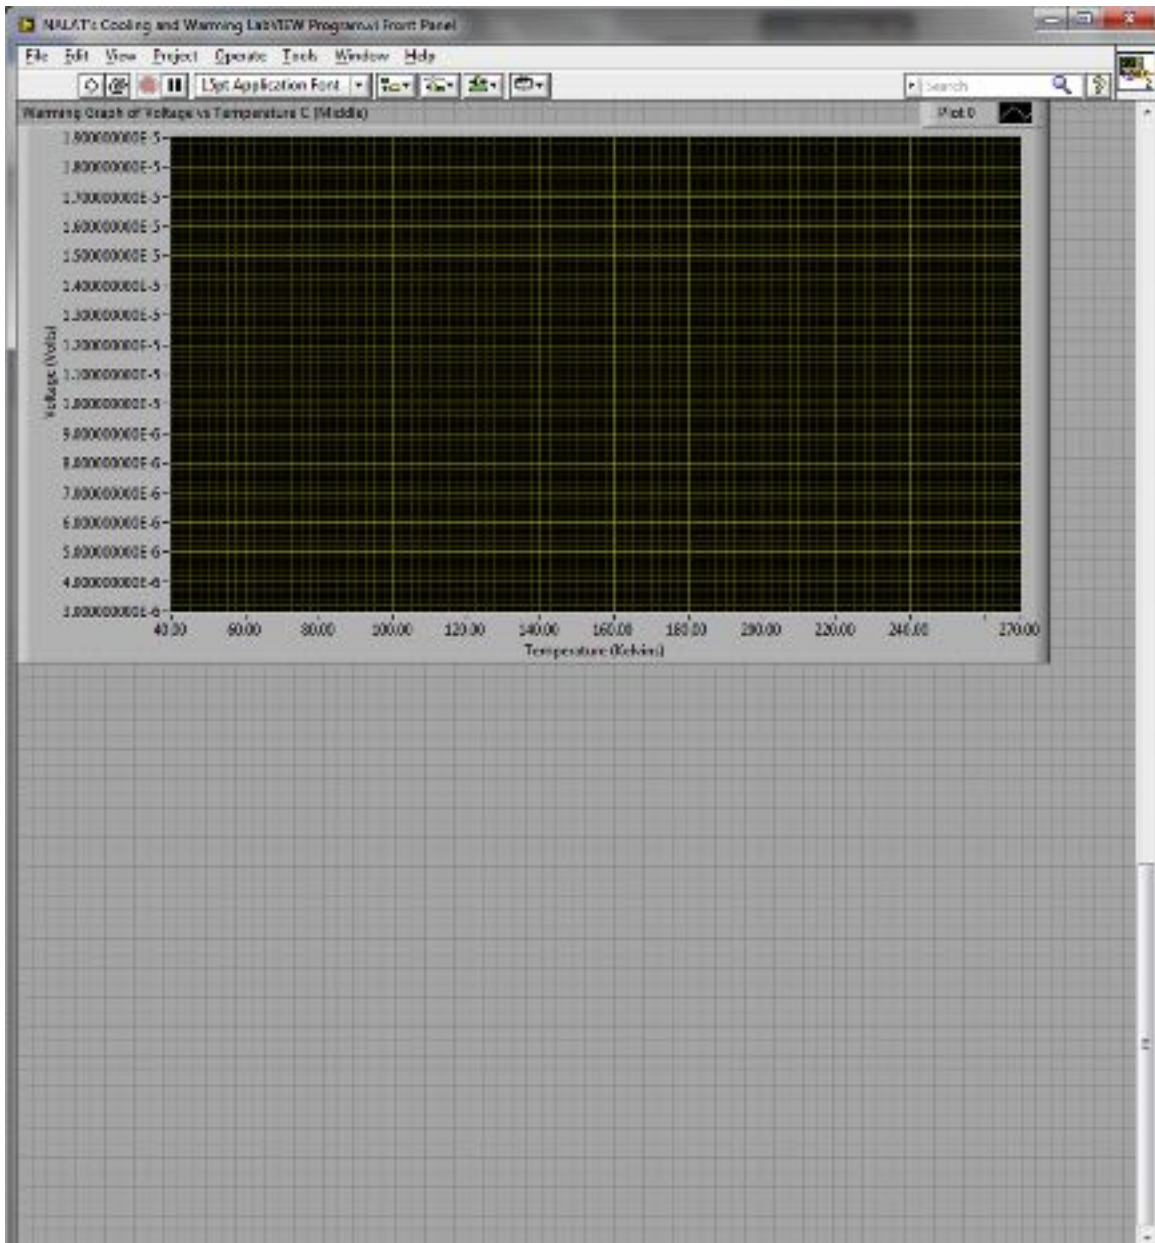 NALAT's Cooling and Warming LabVIEW Program.vi Front Panel
File Edit View Project Operate Tools Window Help
15pt Application Font Search
Warming Graph of Voltage vs Temperature C (Middle) Plot 0
1.900000000E-5
1.800000000E-5
1.700000000E-5
1.600000000E-5
1.500000000E-5
1.400000000E-5
1.300000000E-5
1.200000000E-5
1.100000000E-5
1.000000000E-5
9.000000000E-6
8.000000000E-6
7.000000000E-6
6.000000000E-6
5.000000000E-6
4.000000000E-6
3.000000000E-6
Voltage (Volts)
40.00 60.00 80.00 100.00 120.00 140.00 160.00 180.00 200.00 220.00 240.00 270.00
Temperature (Kelvins)